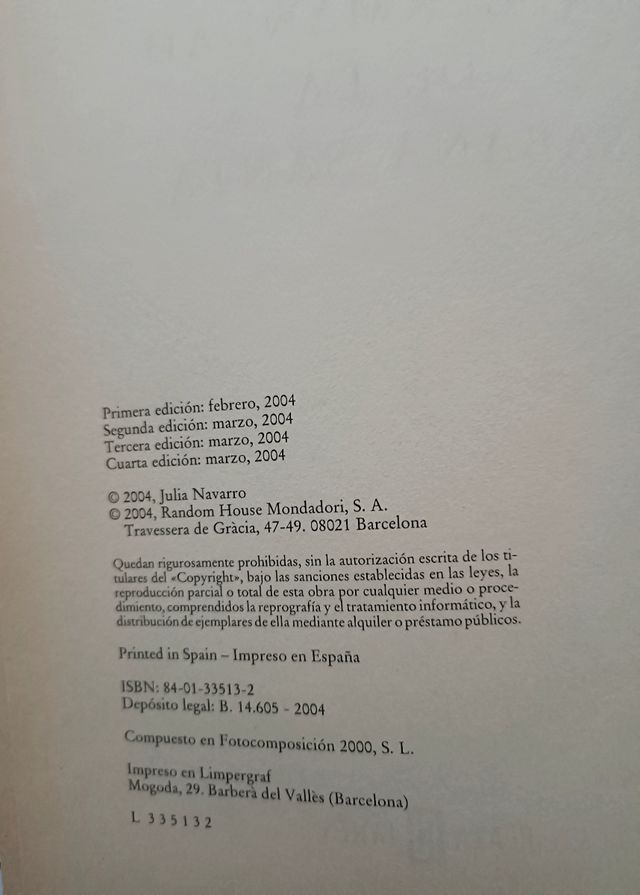 Primera edición: febrero, 2004
Segunda edición: marzo, 2004
Tercera edición: marzo, 2004
Cuarta edición: marzo, 2004
© 2004, Julia Navarro
© 2004, Random House Mondadori, S. A.
Travessera de Gràcia, 47-49. 08021 Barcelona
Quedan rigurosamente prohibidas, sin la autorización escrita de los ti-
tulares del «Copyright», bajo las sanciones establecidas en las leyes, la
reproducción parcial o total de esta obra por cualquier medio o proce-
dimiento, comprendidos la reprografía y el tratamiento informático, y la
distribución de ejemplares de ella mediante alquiler o préstamo públicos.
Printed in Spain – Impreso en España
ISBN: 84-01-33513-2
Depósito legal: B. 14.605 - 2004
Compuesto en Fotocomposición 2000, S. L.
Impreso en Limpergraf
Mogoda, 29. Barberà del Vallès (Barcelona)
L 335132